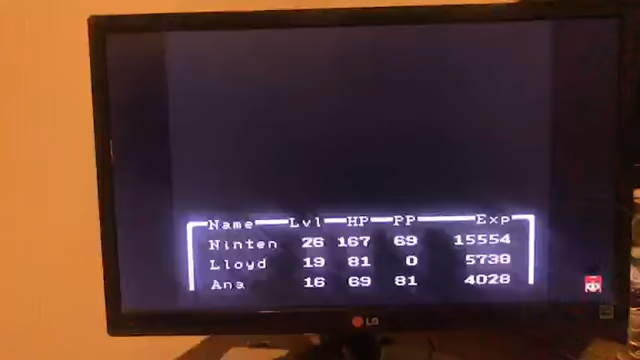 Name Lvl HP PP Exp
Ninten 26 167 69 15554
Lloyd 19 81 0 5738
Ana 16 69 81 4028
LG